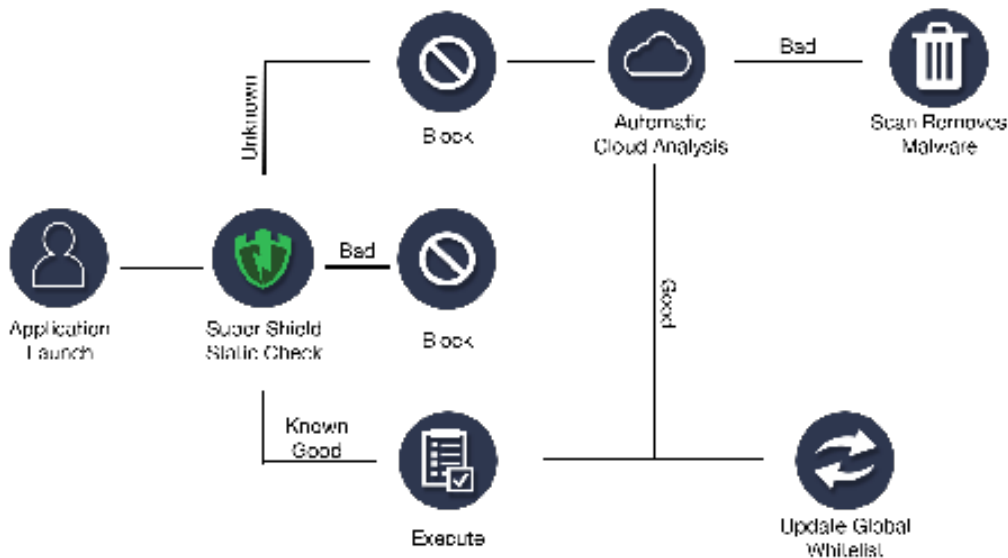 Unknown
Block
Automatic
Cloud Analysis
Bad
Scan Removes
Malware
Application
Launch
Super Shield
Static Check
Bad
Block
Good
Known
Good
Execute
Update Global
Whitelist